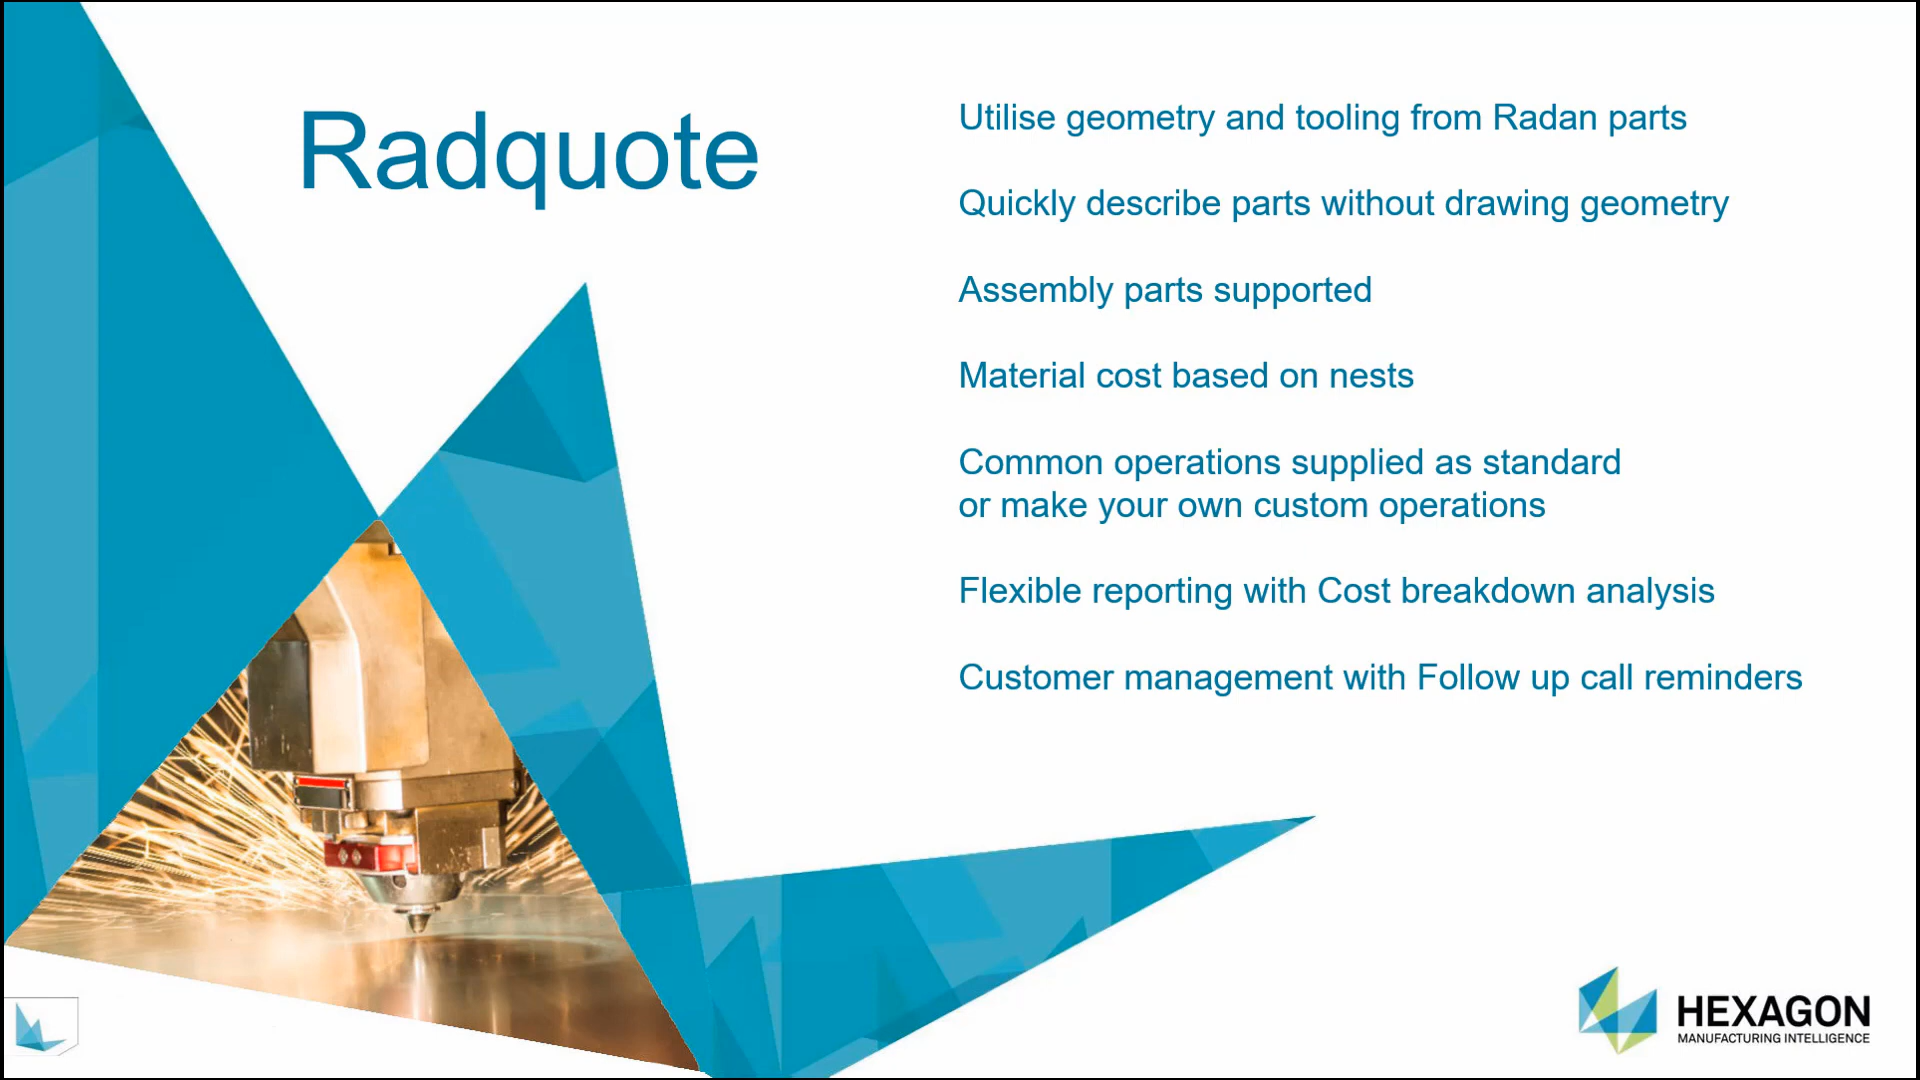 Radquote
Utilise geometry and tooling from Radan parts
Quickly describe parts without drawing geometry
Assembly parts supported
Material cost based on nests
Common operations supplied as standard
or make your own custom operations
Flexible reporting with Cost breakdown analysis
Customer management with Follow up call reminders
HEXAGON
MANUFACTURING INTELLIGENCE